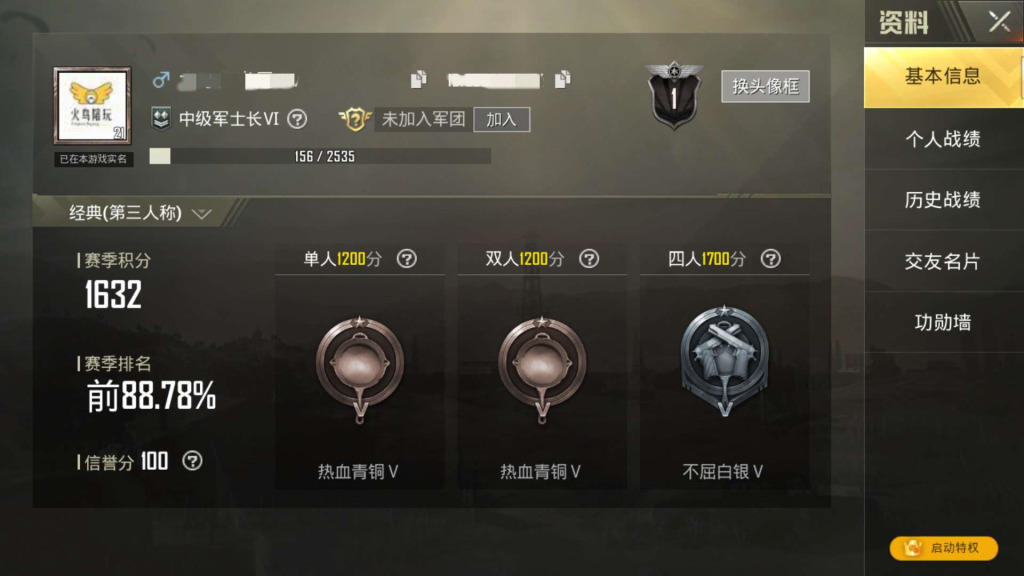 资料
火鸟陪玩
21
已在本游戏实名
中级军士长VI
?
?
未加入军团
加入
156 / 2535
1
换头像框
基本信息
个人战绩
历史战绩
交友名片
功勋墙
经典(第三人称)
赛季积分
1632
赛季排名
前88.78%
信誉分 100 ?
单人1200分 ?
双人1200分 ?
四人1700分 ?
V
V
V
热血青铜 V
热血青铜 V
不屈白银 V
启动特权